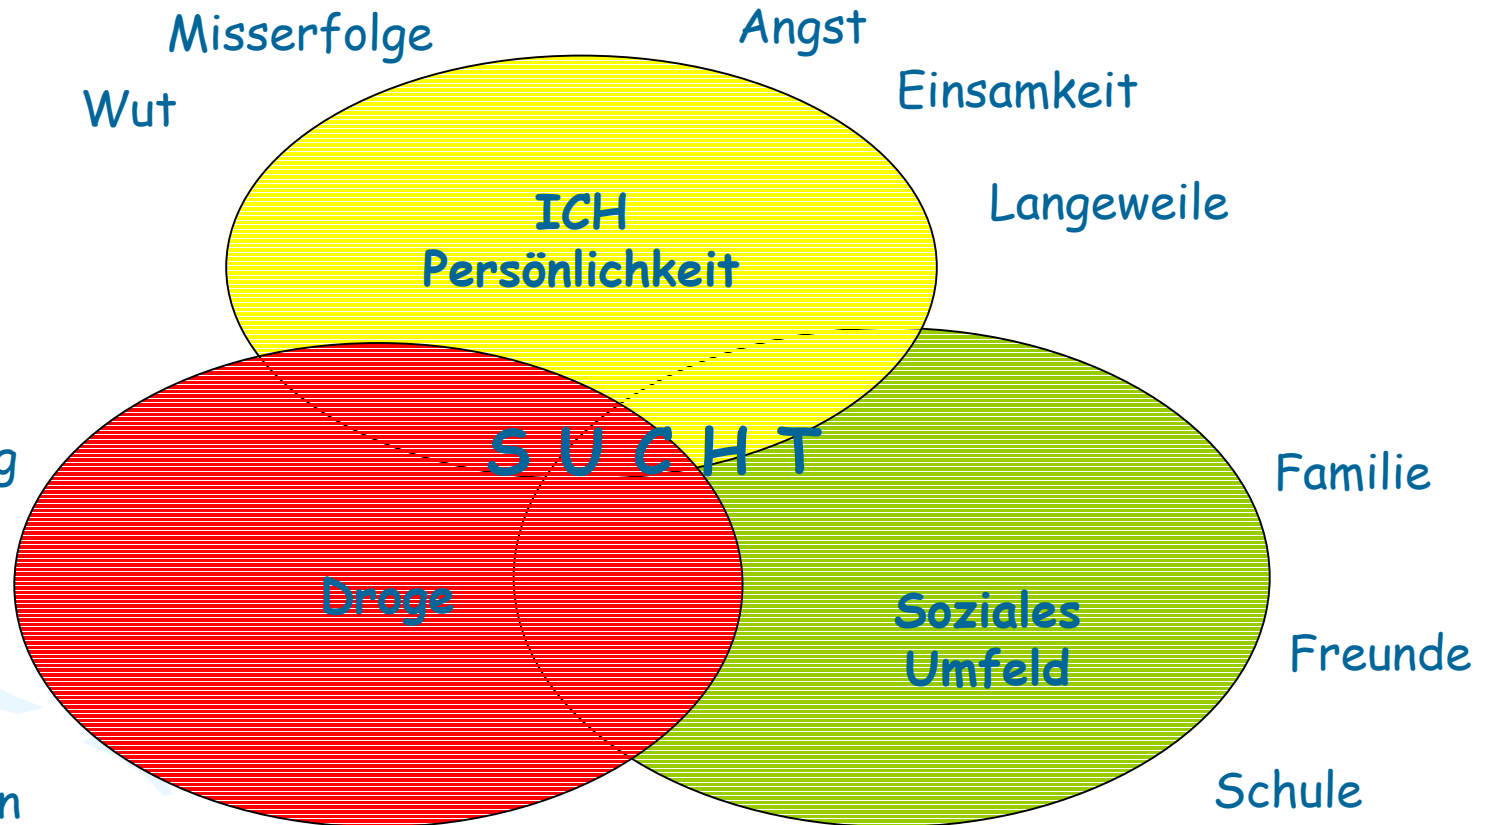 Misserfolge
Angst
Wut
Einsamkeit
Langeweile
ICH
Persönlichkeit
S U C H T
g
Familie
Droge
Soziales
Umfeld
Freunde
Schule
n